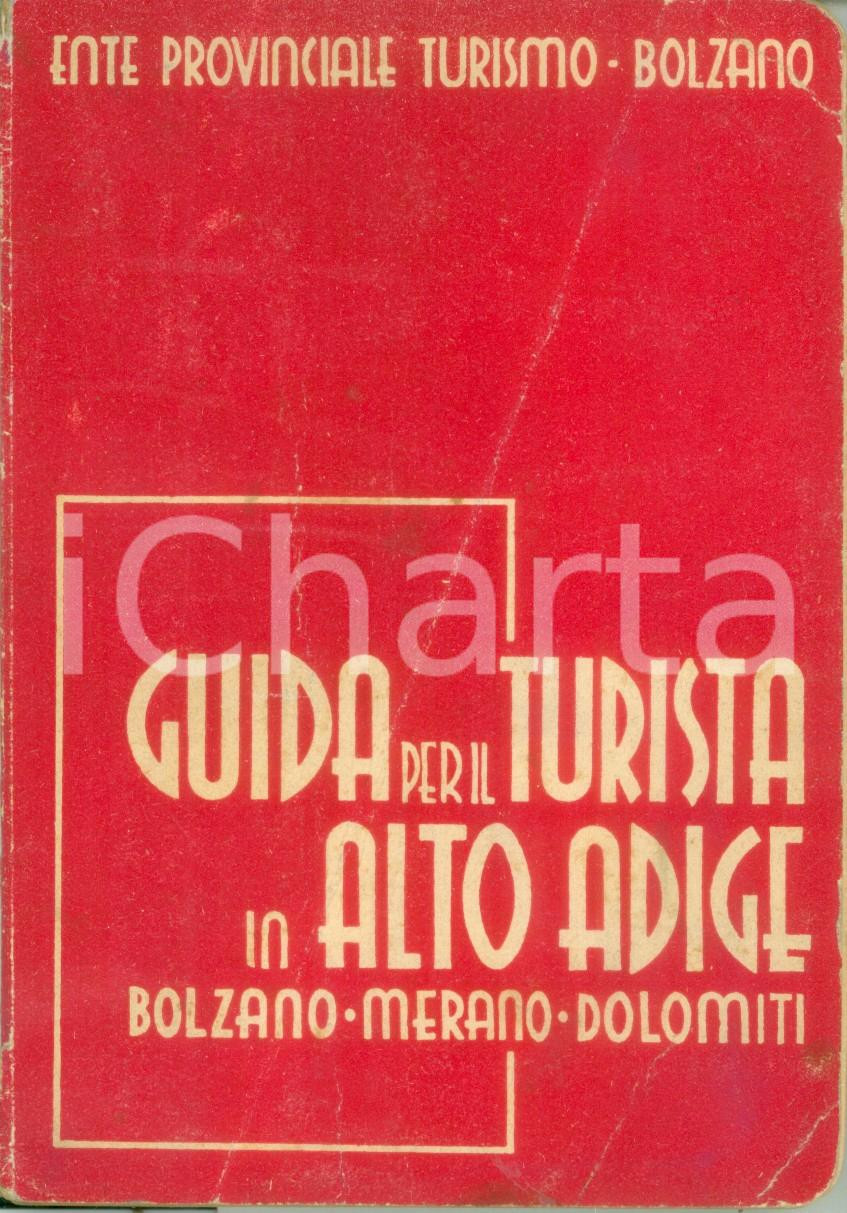 ENTE PROVINCIALE TURISMO - BOLZANO
iCharta
GUIDA PER IL TURISTA
in ALTO ADIGE
BOLZANO • MERANO • DOLOMITI